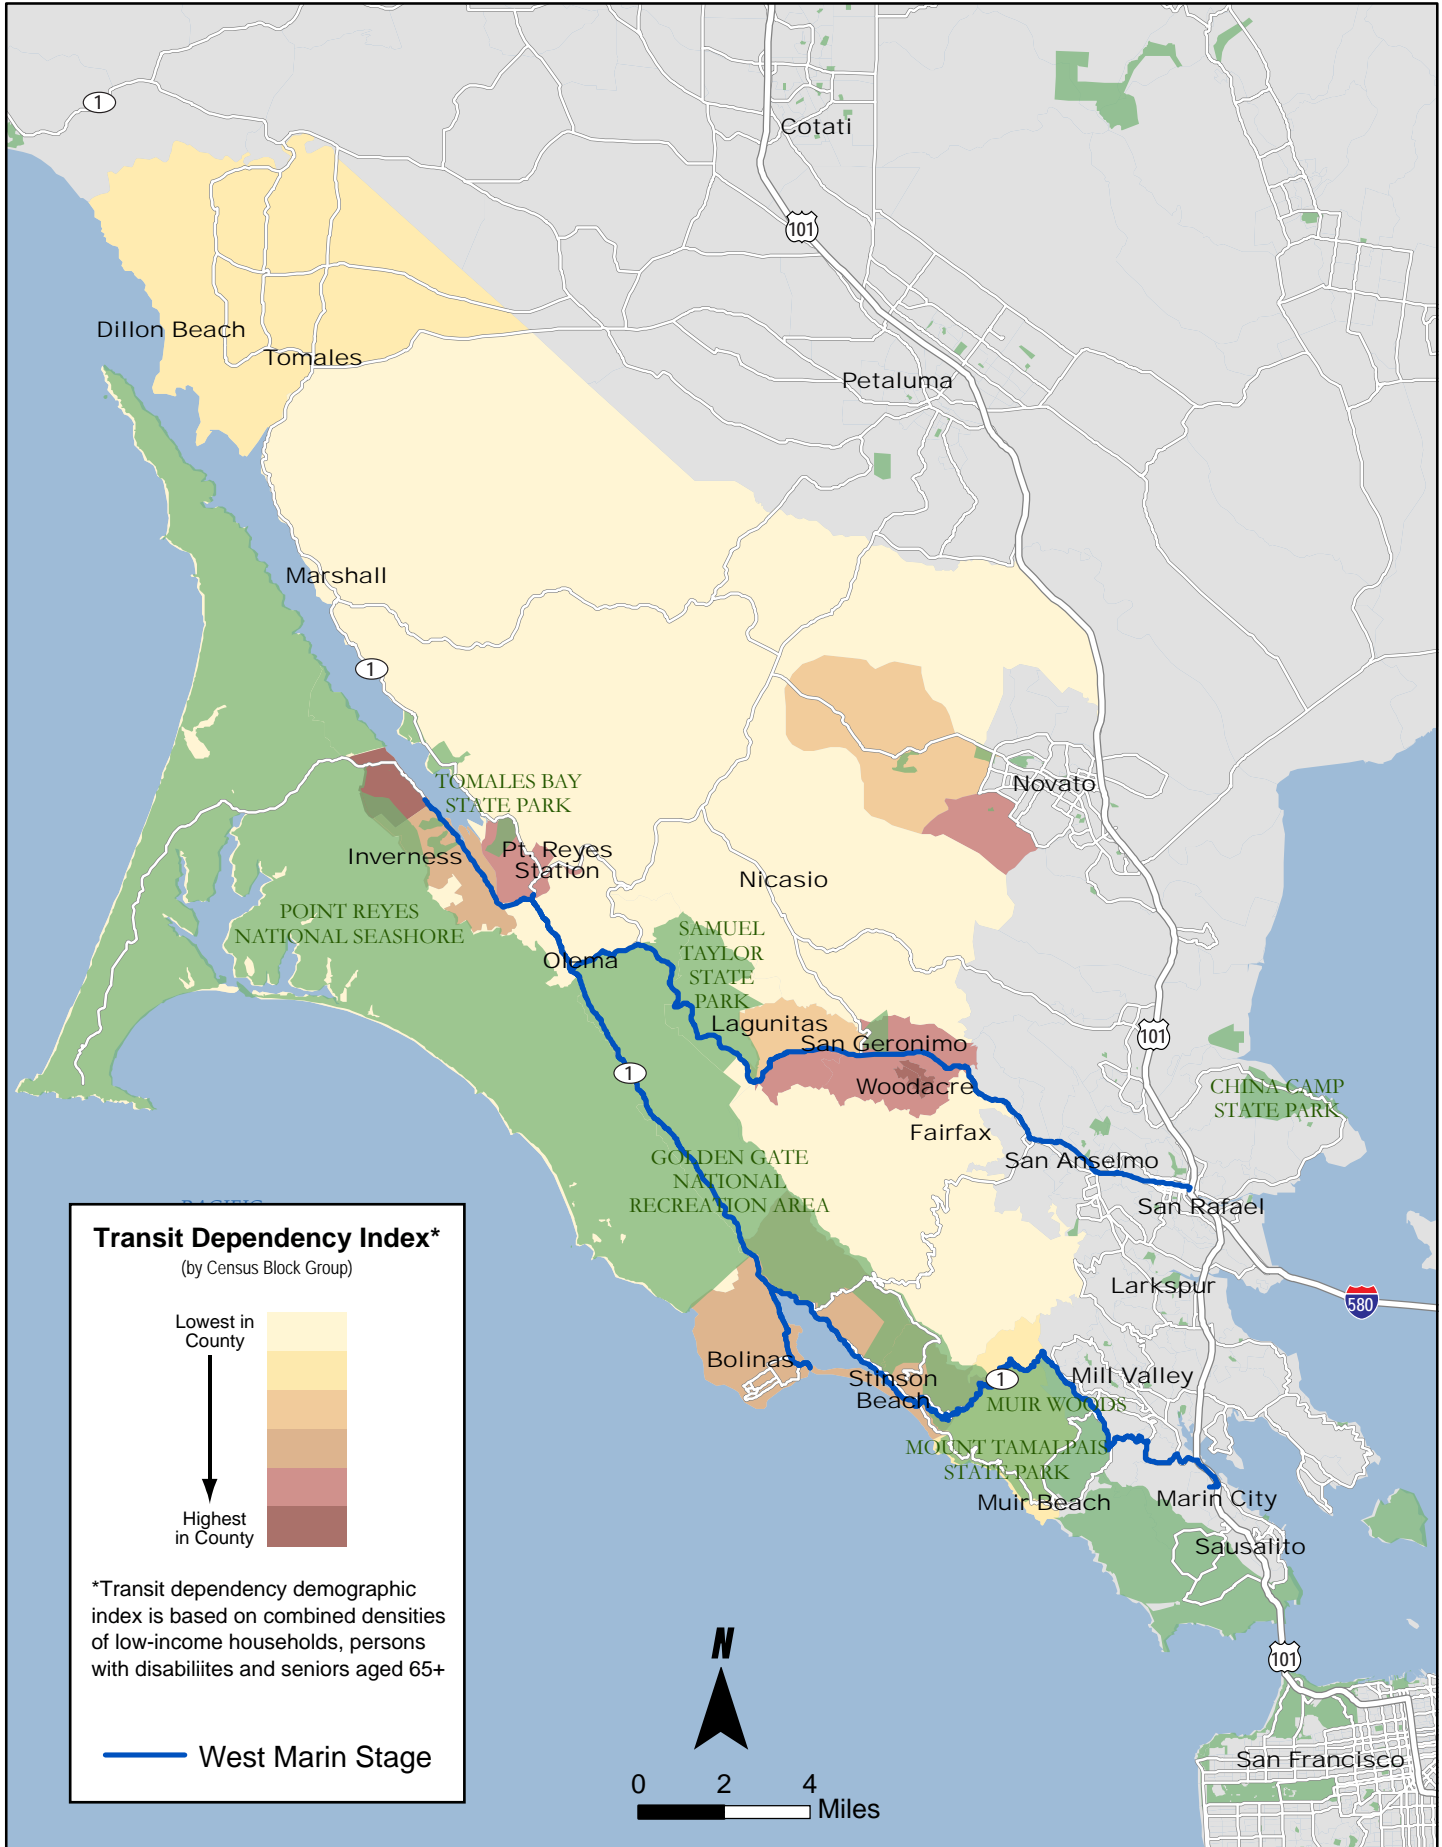 1
Cotati
101
Dillon Beach
Tomales
Petaluma
Marshall
1
TOMALES BAY
STATE PARK
Novato
Inverness
Pt. Reyes
Station
Nicasio
POINT REYES
NATIONAL SEASHORE
SAMUEL
TAYLOR
STATE
PARK
Olema
Lagunitas
San Geronimo
101
1
Woodacre
CHINA CAMP
STATE PARK
Fairfax
San Anselmo
GOLDEN GATE
NATIONAL
RECREATION AREA
San Rafael
PACIFIC
Larkspur
580
Bolinas
Stinson
Beach
1
Mill Valley
MUIR WOODS
MOUNT TAMALPAIS
STATE PARK
Muir Beach
Marin City
Sausalito
101
San Francisco
Transit Dependency Index*
(by Census Block Group)
Lowest in
County
Highest
in County
*Transit dependency demographic
index is based on combined densities
of low-income households, persons
with disabiliites and seniors aged 65+
West Marin Stage
N
0 2 4
Miles